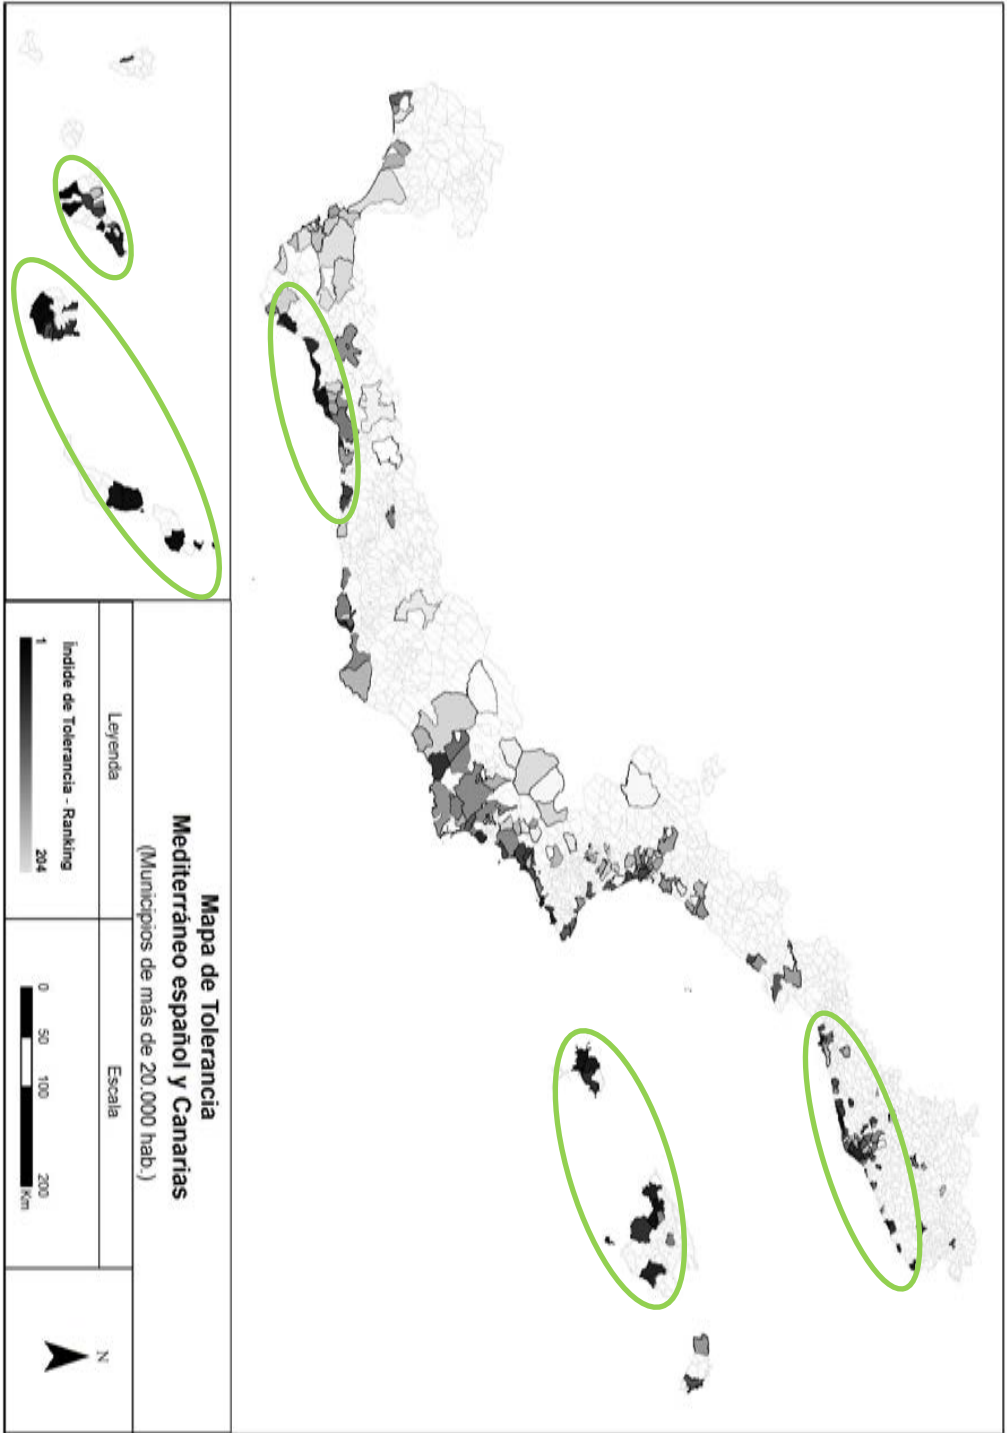 Mapa de Tolerancia
Mediterráneo español y Canarias
(Municipios de más de 20.000 hab.)
Leyenda
Índide de Tolerancia - Ranking
1 204
Escala
0 50 100 200
Km
N